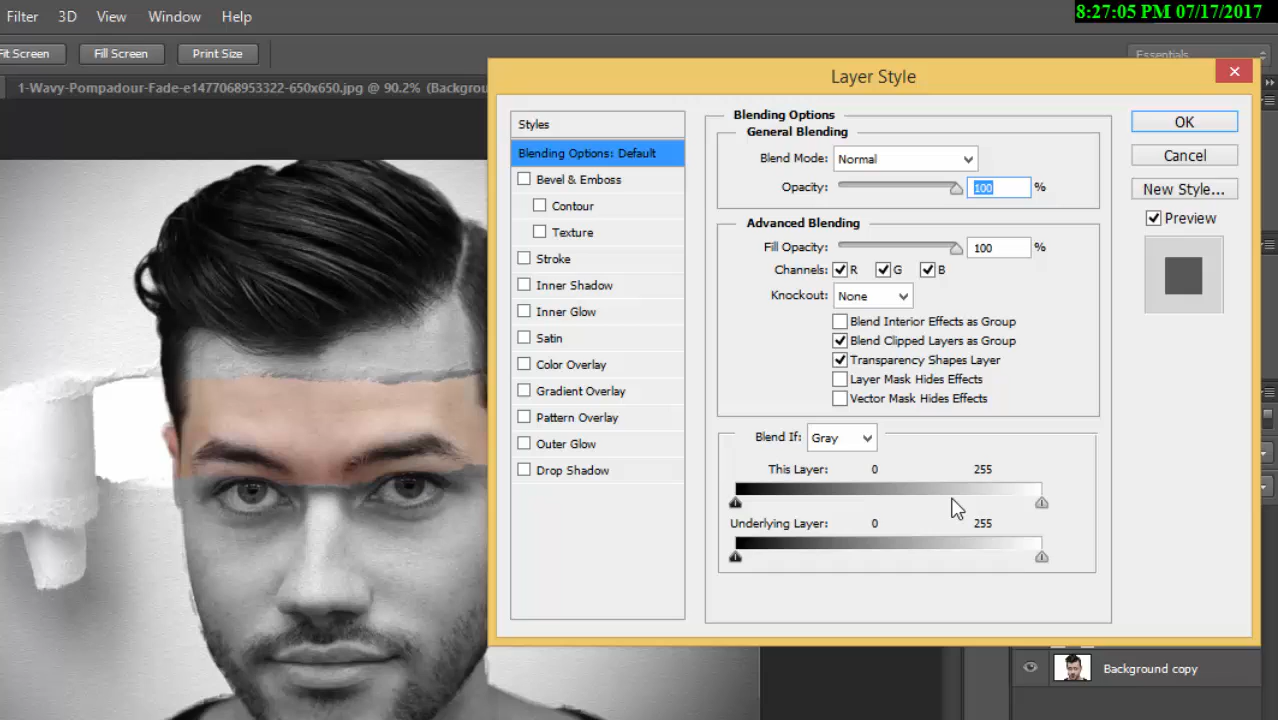 8:27:05 PM 07/17/2017
Filter 3D View Window Help
Fit Screen Fill Screen Print Size
Essentials
1-Wavy-Pompadour-Fade-e1477068953322-650x650.jpg @ 90.2% (Backgrou
Layer Style
Styles
Blending Options: Default
Bevel & Emboss
Contour
Texture
Stroke
Inner Shadow
Inner Glow
Satin
Color Overlay
Gradient Overlay
Pattern Overlay
Outer Glow
Drop Shadow
Blending Options
General Blending
Blend Mode: Normal
Opacity: 100 %
Advanced Blending
Fill Opacity: 100 %
Channels: R G B
Knockout: None
Blend Interior Effects as Group
Blend Clipped Layers as Group
Transparency Shapes Layer
Layer Mask Hides Effects
Vector Mask Hides Effects
Blend If: Gray
This Layer: 0 255
Underlying Layer: 0 255
OK
Cancel
New Style...
Preview
Background copy